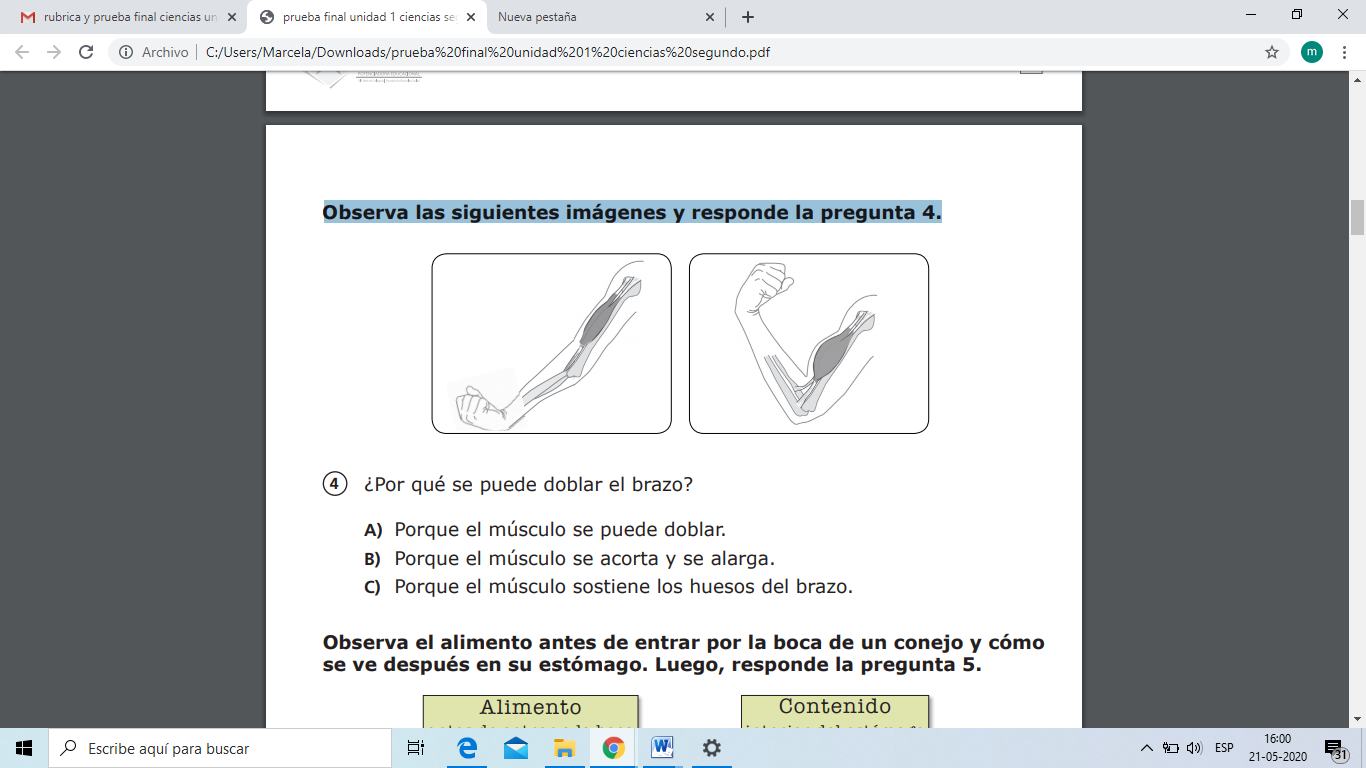 rubrica y prueba final ciencias un
prueba final unidad 1 ciencias se
Nueva pestaña
Archivo
C:/Users/Marcela/Downloads/prueba%20final%20unidad%201%20ciencias%20segundo.pdf
m
Observa las siguientes imágenes y responde la pregunta 4.
4 ¿Por qué se puede doblar el brazo?
A) Porque el músculo se puede doblar.
B) Porque el músculo se acorta y se alarga.
C) Porque el músculo sostiene los huesos del brazo.
Observa el alimento antes de entrar por la boca de un conejo y cómo
se ve después en su estómago. Luego, responde la pregunta 5.
Alimento
Contenido
Escribe aquí para buscar
ESP
16:00
21-05-2020
31